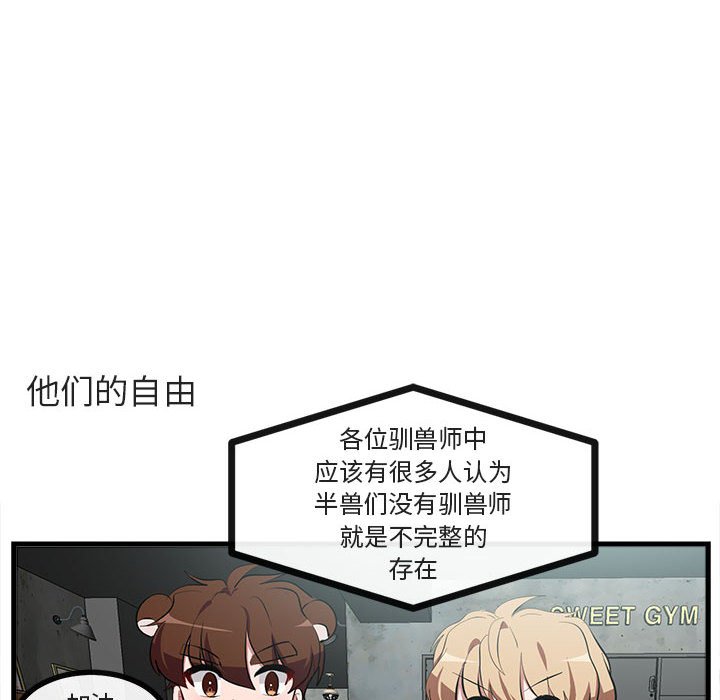 他们的自由
各位驯兽师中
应该有很多人认为
半兽们没有驯兽师
就是不完整的
存在
SWEET GYM